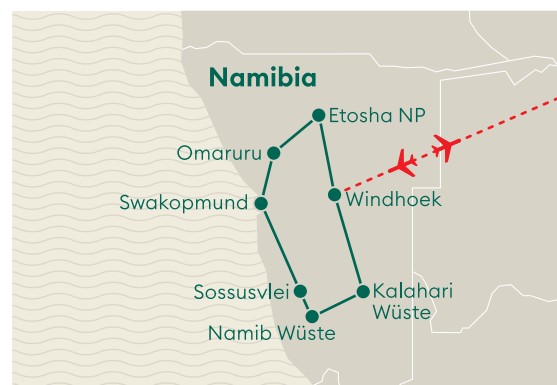 Namibia
Etosha NP
Omaruru
Swakopmund
Windhoek
Sossusvlei
Kalahari
Wüste
Namib Wüste